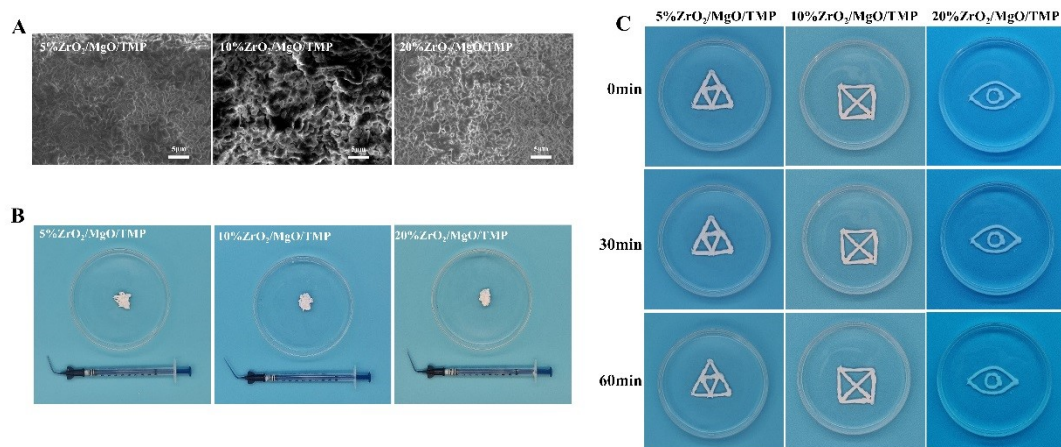 A
5%ZrO₂/MgO/TMP 10%ZrO₂/MgO/TMP 20%ZrO₂/MgO/TMP
5μm 5μm 5μm
B
5%ZrO₂/MgO/TMP 10%ZrO₂/MgO/TMP 20%ZrO₂/MgO/TMP
C
5%ZrO₂/MgO/TMP 10%ZrO₂/MgO/TMP 20%ZrO₂/MgO/TMP
0min
30min
60min